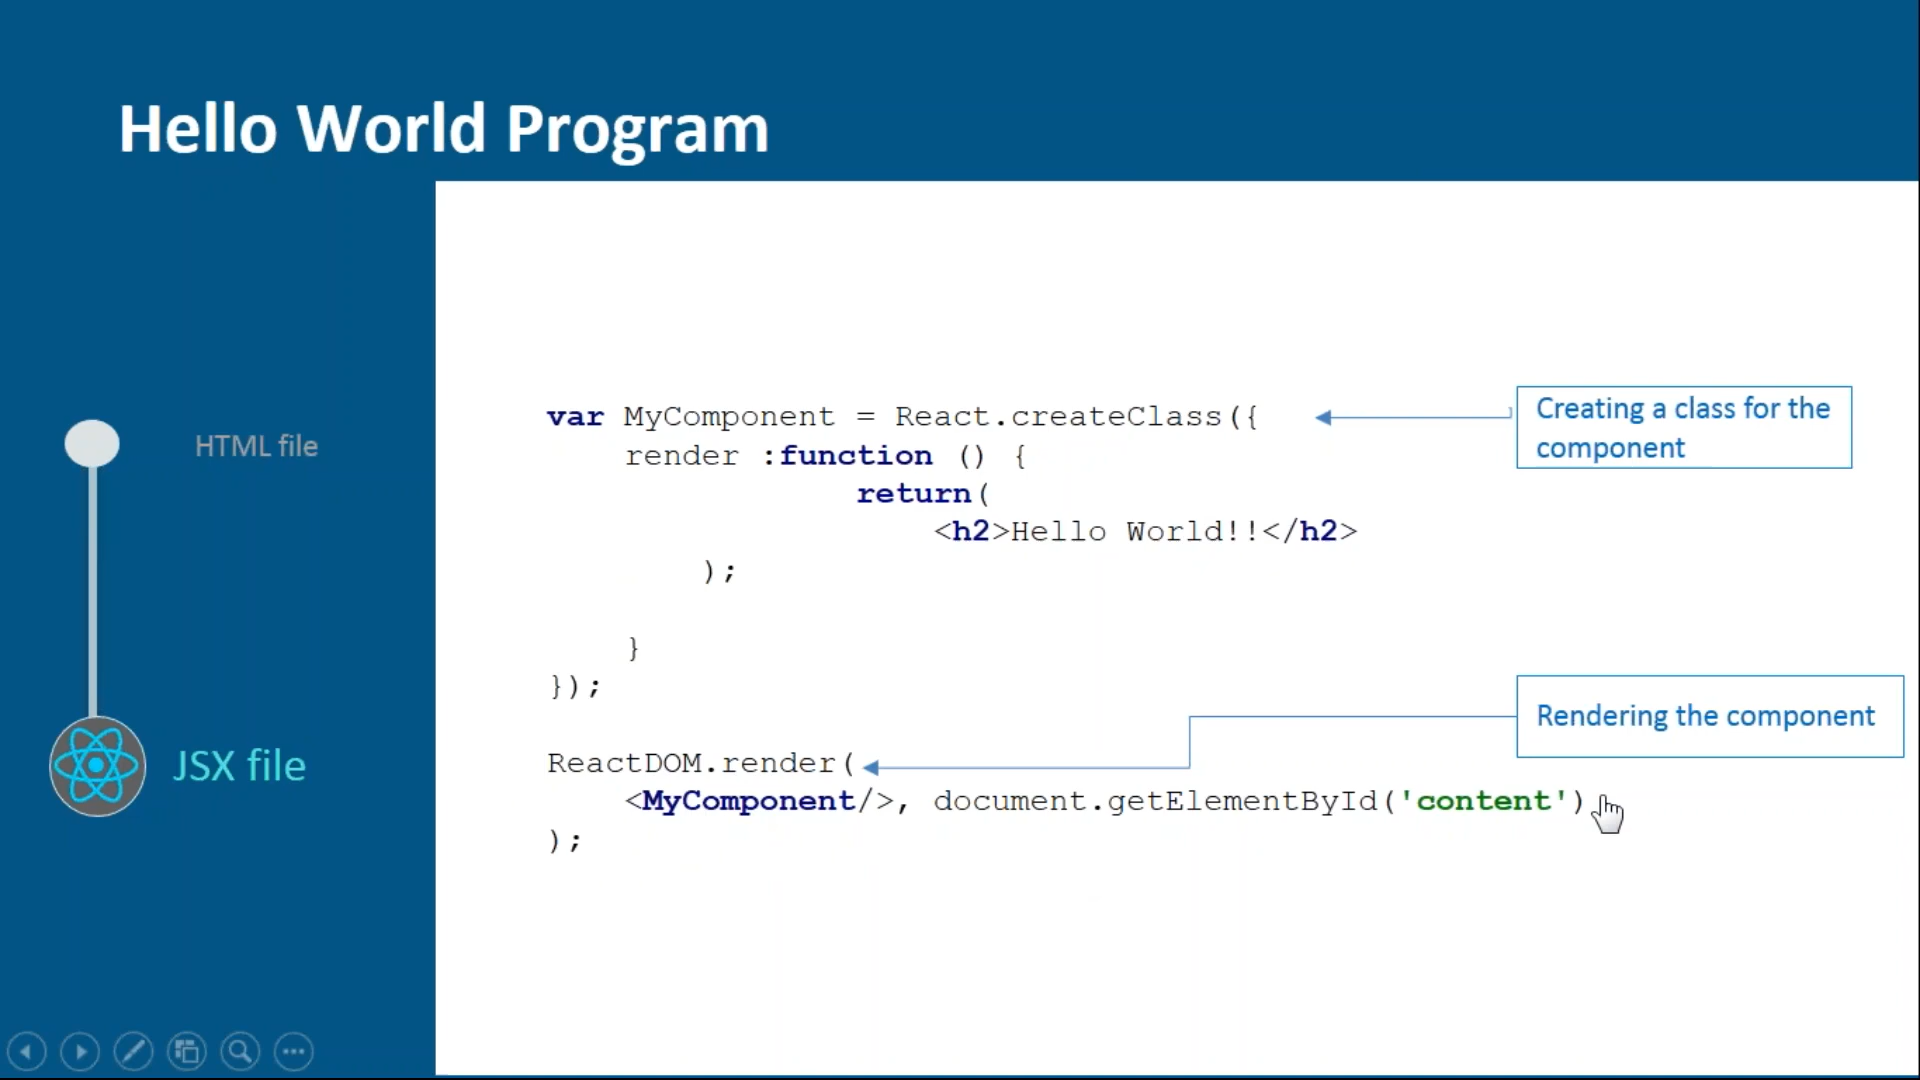 Hello World Program
HTML file
JSX file
var MyComponent = React.createClass({
render :function () {
return(
<h2>Hello World!!</h2>
);
}
});
ReactDOM.render(
<MyComponent/>, document.getElementById('content')
);
Creating a class for the
component
Rendering the component